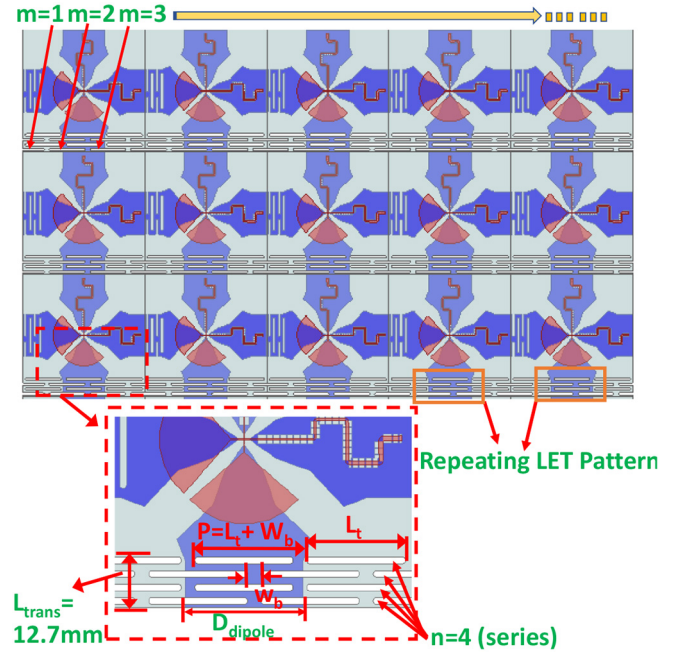 m=1 m=2 m=3
Repeating LET Pattern
P=Lt+ Wb
Lt
Wb
Ltrans=
12.7mm
Ddipole
n=4 (series)